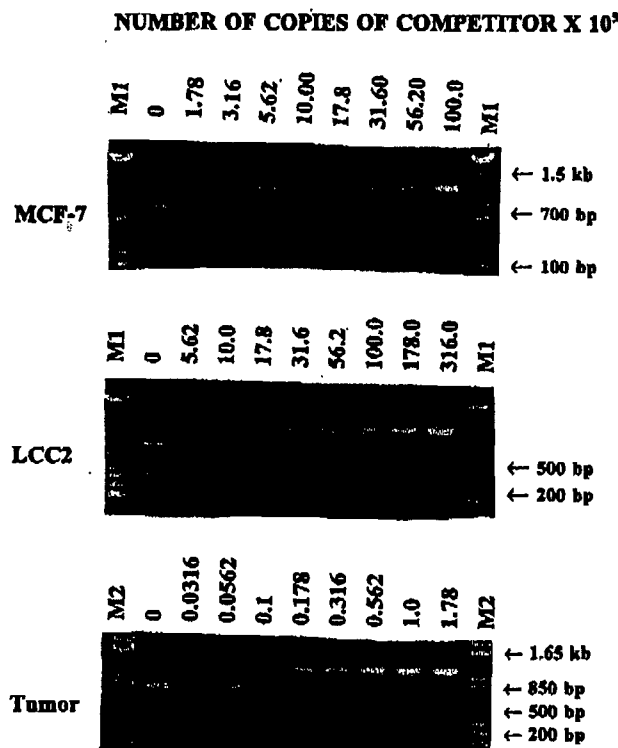 NUMBER OF COPIES OF COMPETITOR X 10³
M1 0 1.78 3.16 5.62 10.00 17.8 31.60 56.20 100.0 M1
MCF-7
← 1.5 kb
← 700 bp
← 100 bp
M1 0 5.62 10.0 17.8 31.6 56.2 100.0 178.0 316.0 M1
LCC2
← 500 bp
← 200 bp
M2 0 0.0316 0.0562 0.1 0.178 0.316 0.562 1.0 1.78 M2
Tumor
← 1.65 kb
← 850 bp
← 500 bp
← 200 bp